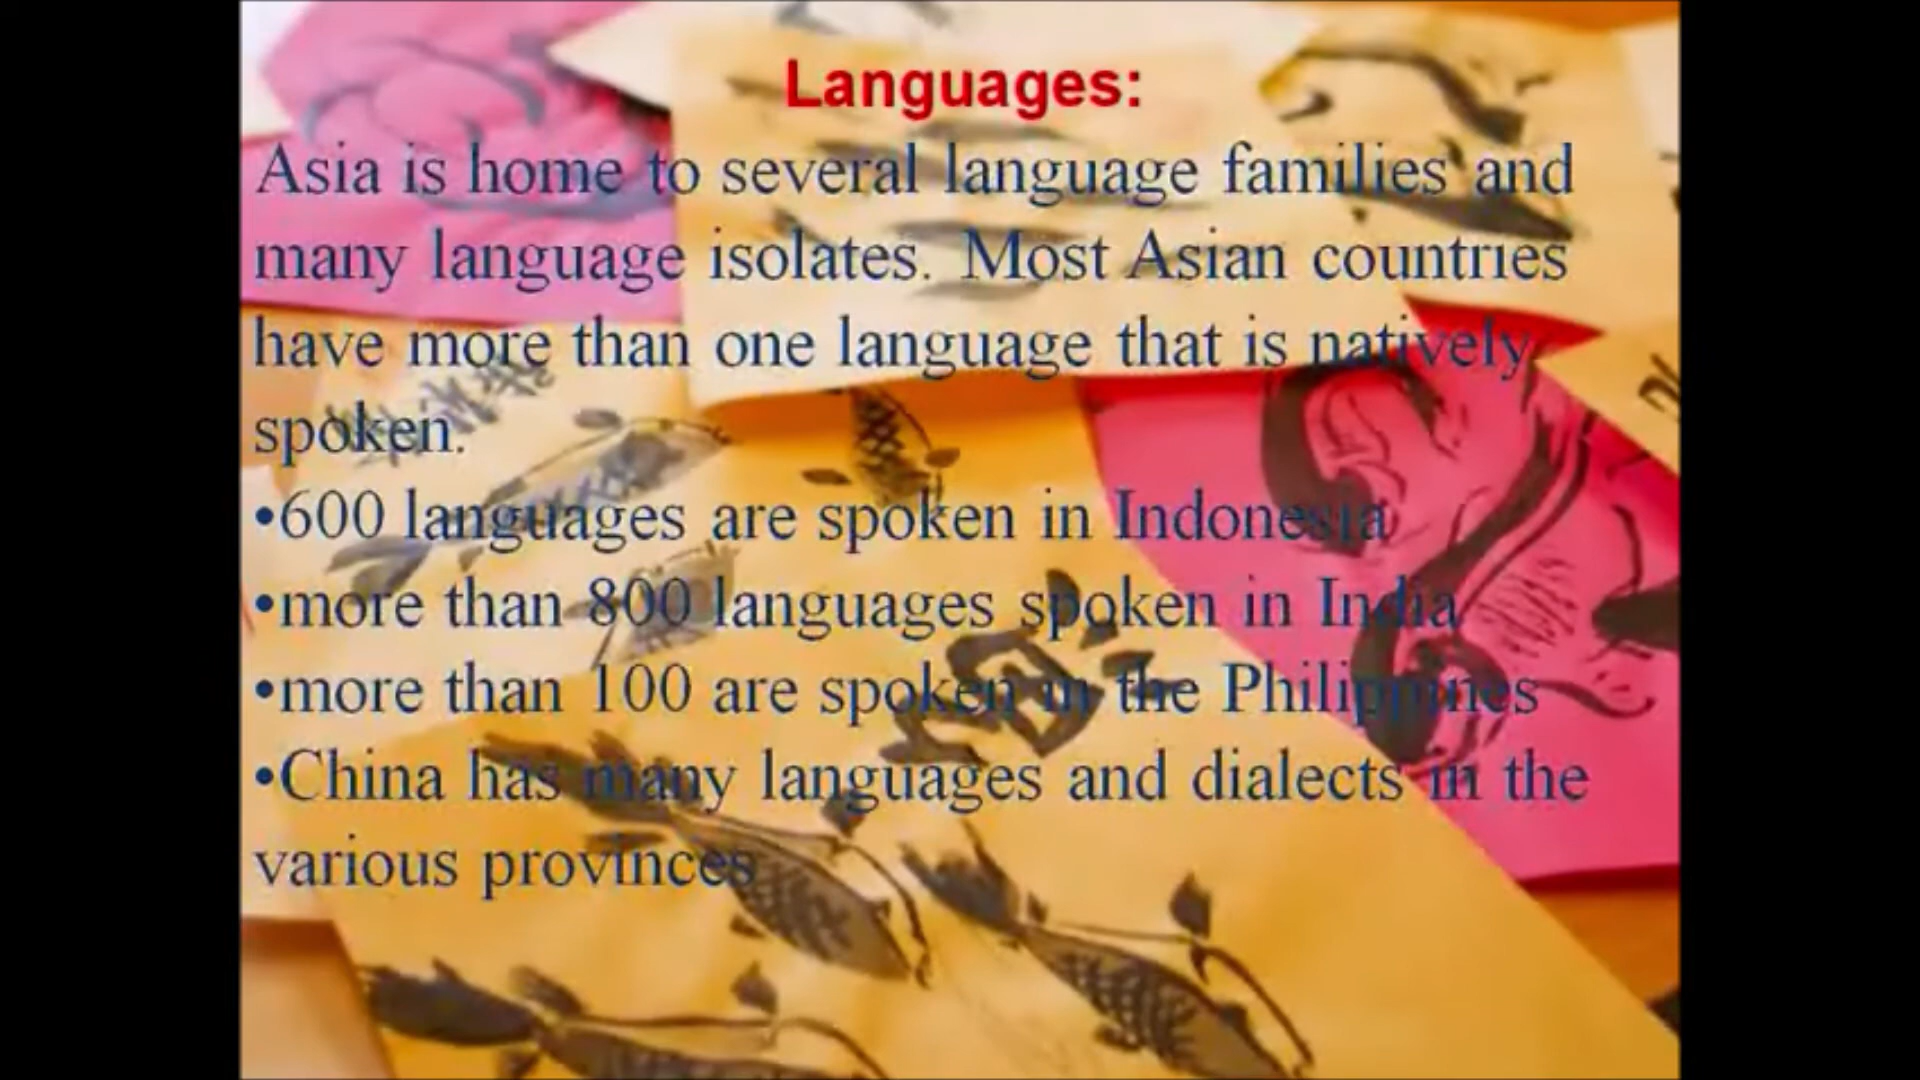 Languages:
Asia is home to several language families and
many language isolates. Most Asian countries
have more than one language that is natively
spoken.
•600 languages are spoken in Indonesia
•more than 800 languages spoken in India
•more than 100 are spoken in the Philippines
•China has many languages and dialects in the
various provinces